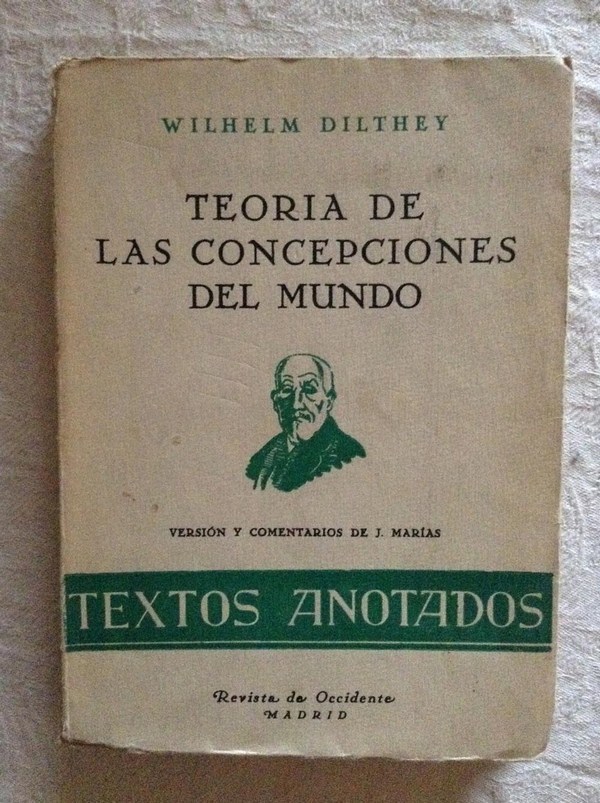 WILHELM DILTHEY
TEORIA DE
LAS CONCEPCIONES
DEL MUNDO
VERSIÓN Y COMENTARIOS DE J. MARÍAS
TEXTOS ANOTADOS
Revista de Occidente
MADRID